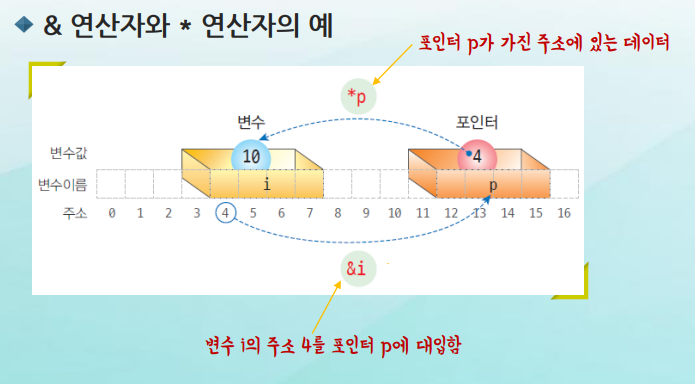 & 연산자와 * 연산자의 예
포인터 p가 가진 주소에 있는 데이터
*p
변수 포인터
변수값 10 4
변수이름 i p
주소 0 1 2 3 4 5 6 7 8 9 10 11 12 13 14 15 16
&i
변수 i의 주소 4를 포인터 p에 대입함